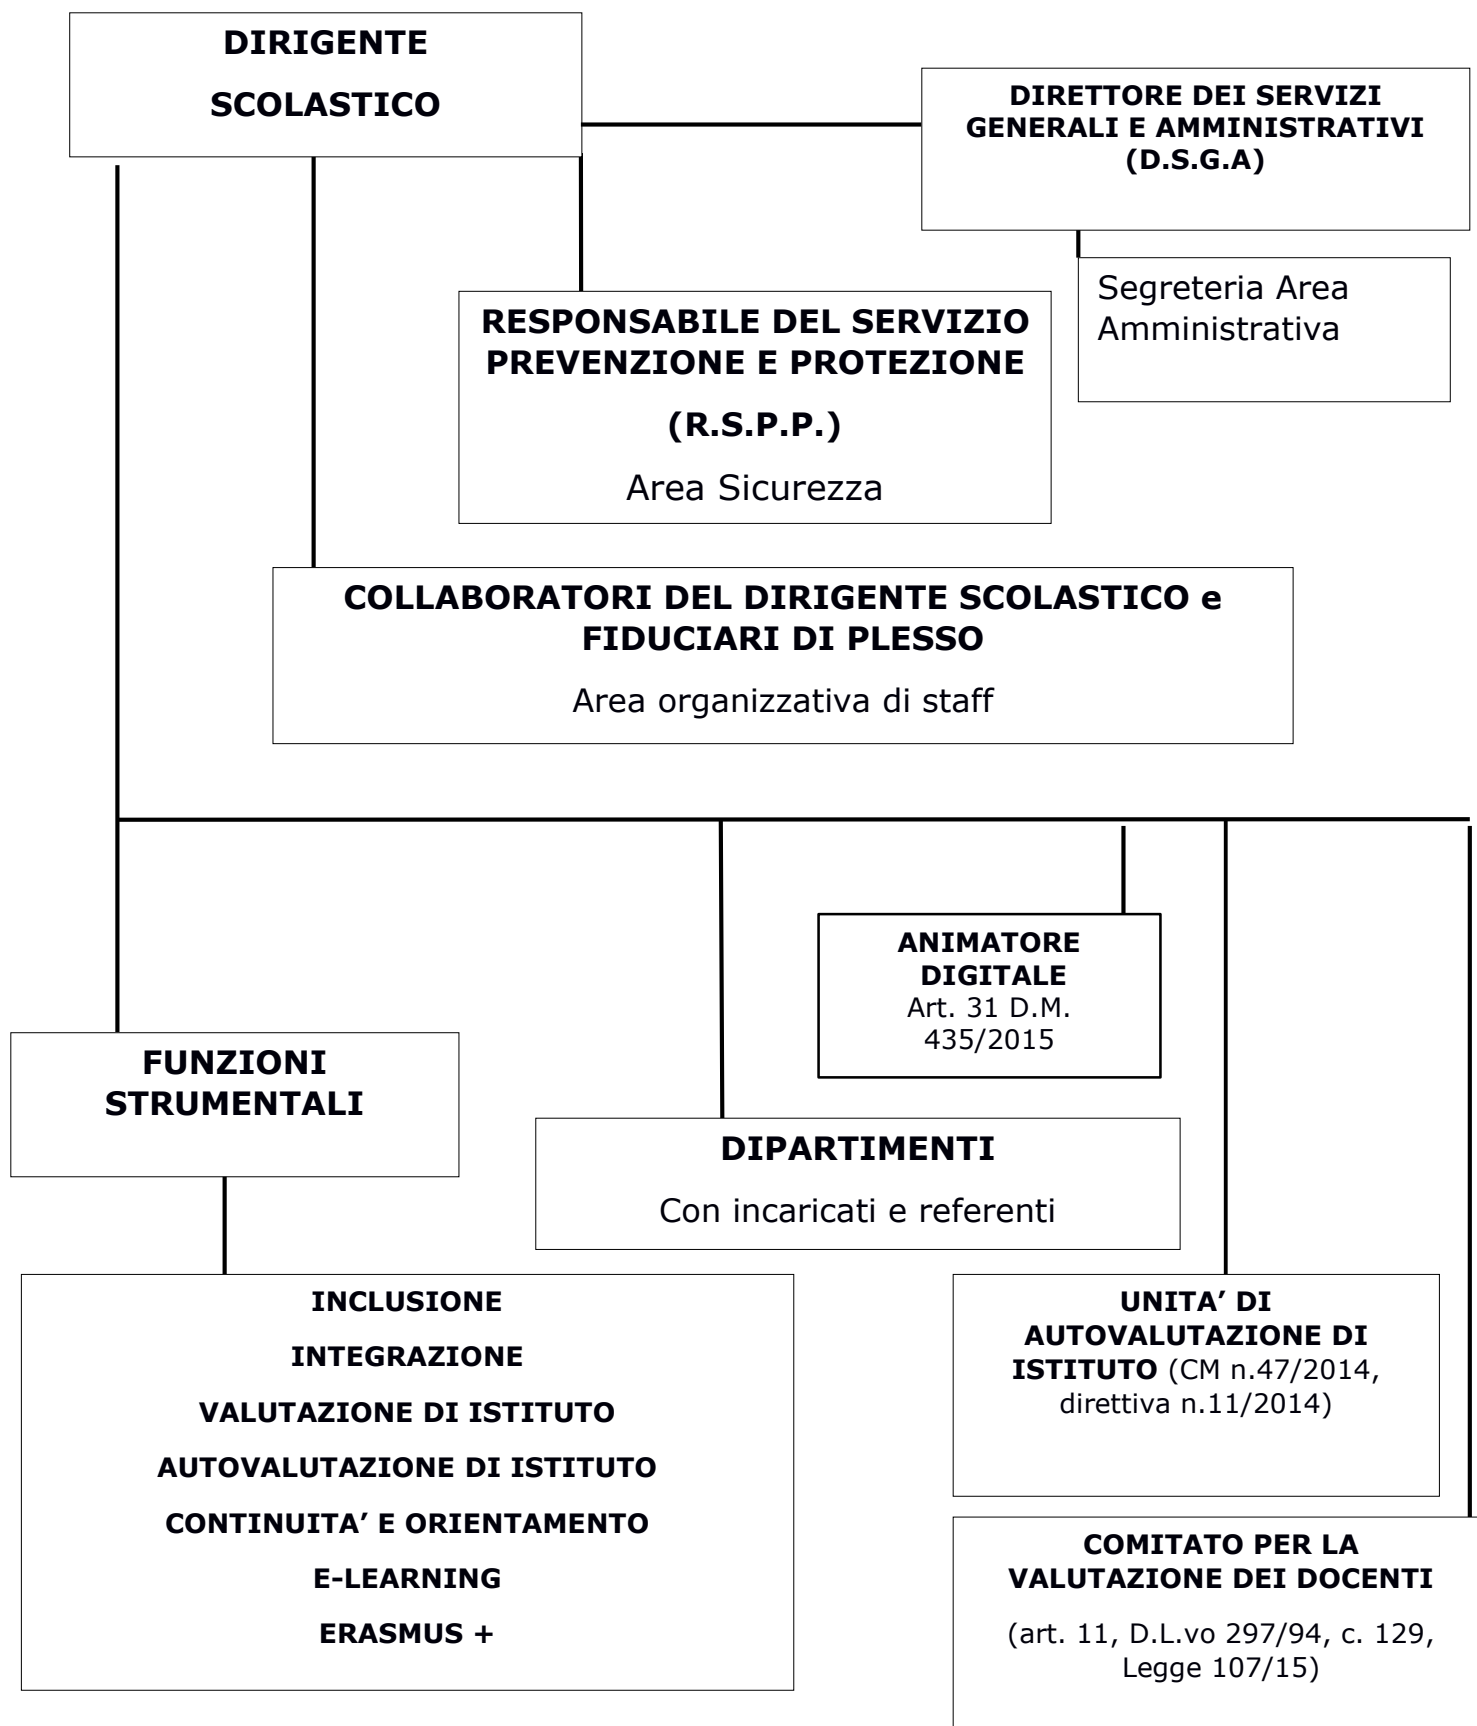 DIRIGENTE
SCOLASTICO
DIRETTORE DEI SERVIZI
GENERALI E AMMINISTRATIVI
(D.S.G.A)
Segreteria Area
Amministrativa
RESPONSABILE DEL SERVIZIO
PREVENZIONE E PROTEZIONE
(R.S.P.P.)
Area Sicurezza
COLLABORATORI DEL DIRIGENTE SCOLASTICO e
FIDUCIARI DI PLESSO
Area organizzativa di staff
ANIMATORE
DIGITALE
Art. 31 D.M.
435/2015
FUNZIONI
STRUMENTALI
DIPARTIMENTI
Con incaricati e referenti
INCLUSIONE
INTEGRAZIONE
VALUTAZIONE DI ISTITUTO
AUTOVALUTAZIONE DI ISTITUTO
CONTINUITA’ E ORIENTAMENTO
E-LEARNING
ERASMUS +
UNITA’ DI
AUTOVALUTAZIONE DI
ISTITUTO (CM n.47/2014,
direttiva n.11/2014)
COMITATO PER LA
VALUTAZIONE DEI DOCENTI
(art. 11, D.L.vo 297/94, c. 129,
Legge 107/15)